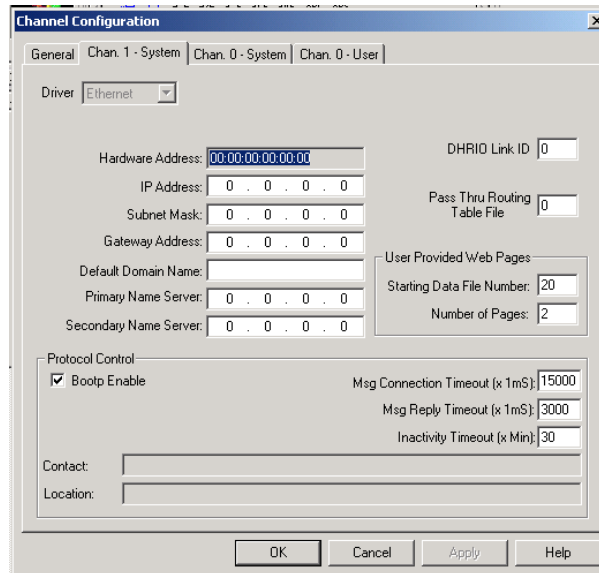 Channel Configuration
General Chan. 1 - System Chan. 0 - System Chan. 0 - User
Driver Ethernet
Hardware Address: 00:00:00:00:00:00
IP Address: 0 . 0 . 0 . 0
Subnet Mask: 0 . 0 . 0 . 0
Gateway Address: 0 . 0 . 0 . 0
Default Domain Name:
Primary Name Server: 0 . 0 . 0 . 0
Secondary Name Server: 0 . 0 . 0 . 0
DHRIO Link ID 0
Pass Thru Routing
Table File 0
User Provided Web Pages
Starting Data File Number: 20
Number of Pages: 2
Protocol Control
Bootp Enable
Msg Connection Timeout (x 1mS): 15000
Msg Reply Timeout (x 1mS): 3000
Inactivity Timeout (x Min): 30
Contact:
Location:
OK Cancel Apply Help